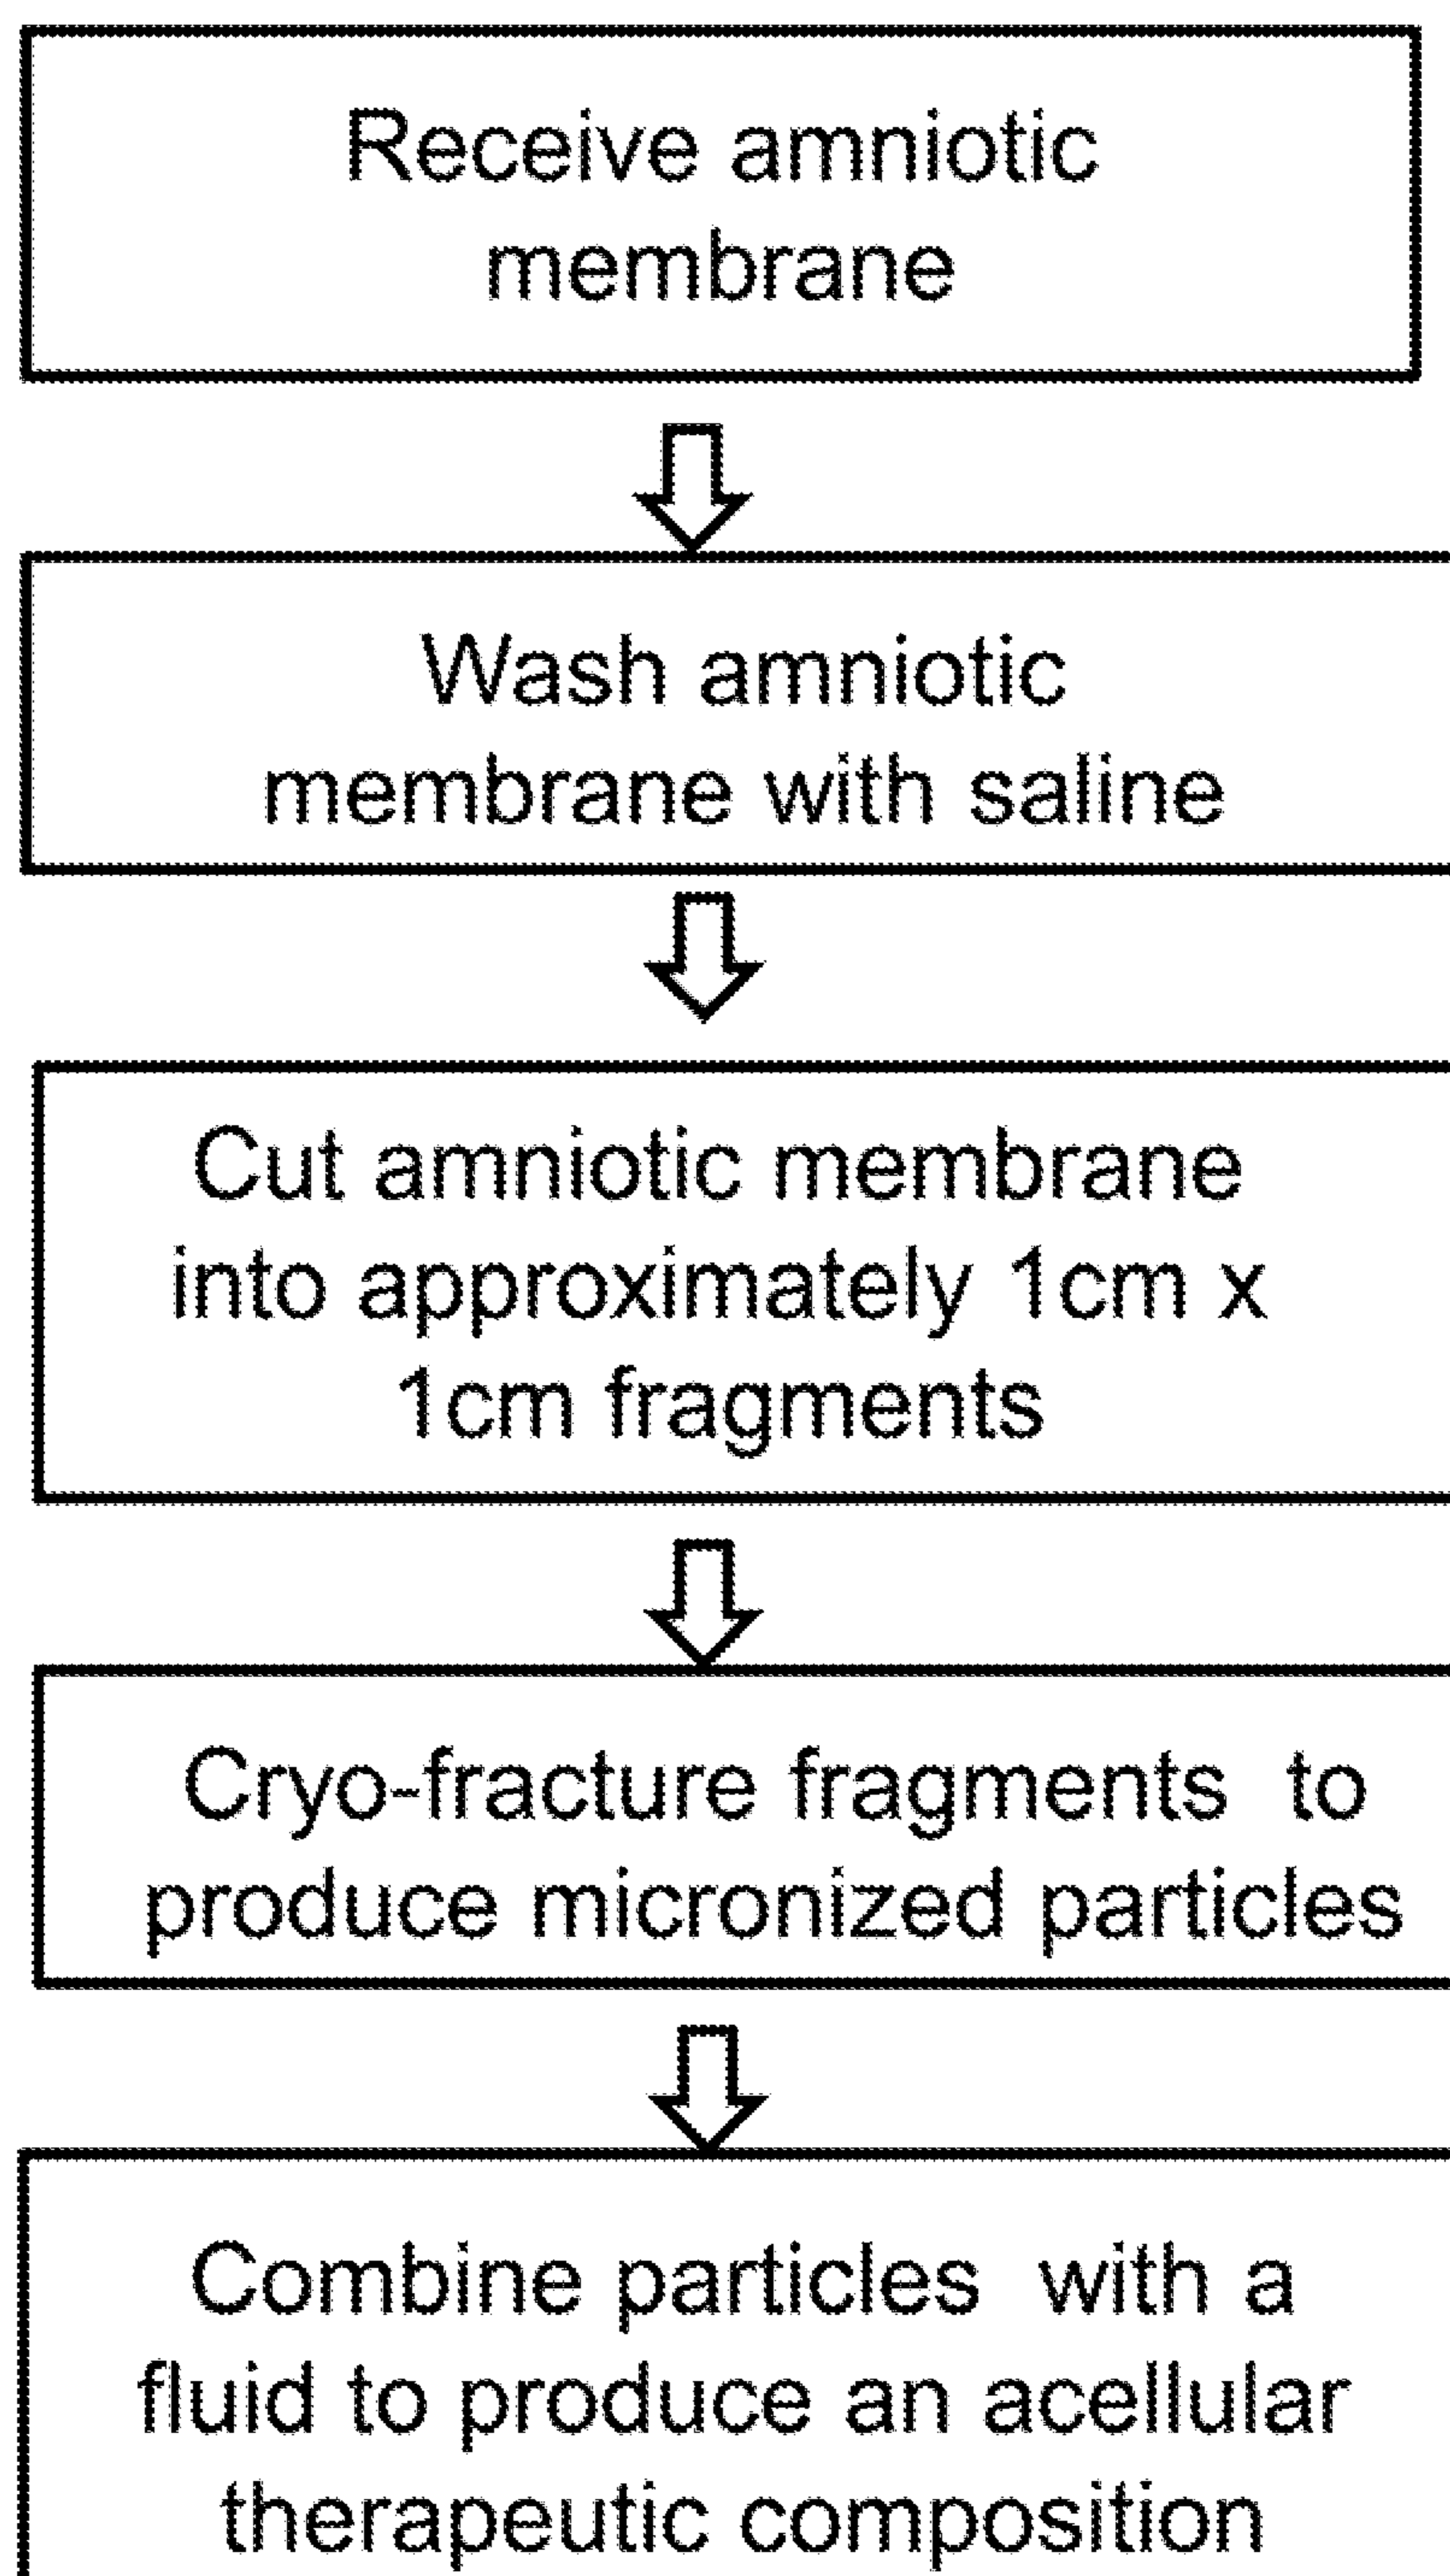 Receive amniotic
membrane
Wash amniotic
membrane with saline
Cut amniotic membrane
into approximately 1cm x
1cm fragments
Cryo-fracture fragments to
produce micronized particles
Combine particles with a
fluid to produce an acellular
therapeutic composition